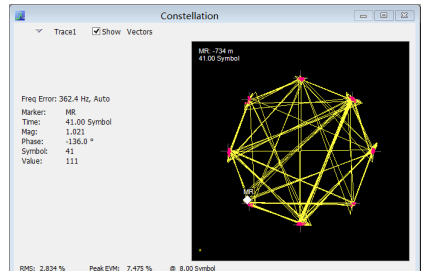 Constellation
Trace1 Show Vectors
MR: -734 m
41.00 Symbol
Freq Error: 362.4 Hz, Auto
Marker: MR
Time: 41.00 Symbol
Mag: 1.021
Phase: -136.0 °
Symbol: 41
Value: 111
MR
RMS: 2.834 % Peak EVM: 7.475 % @ 8.00 Symbol